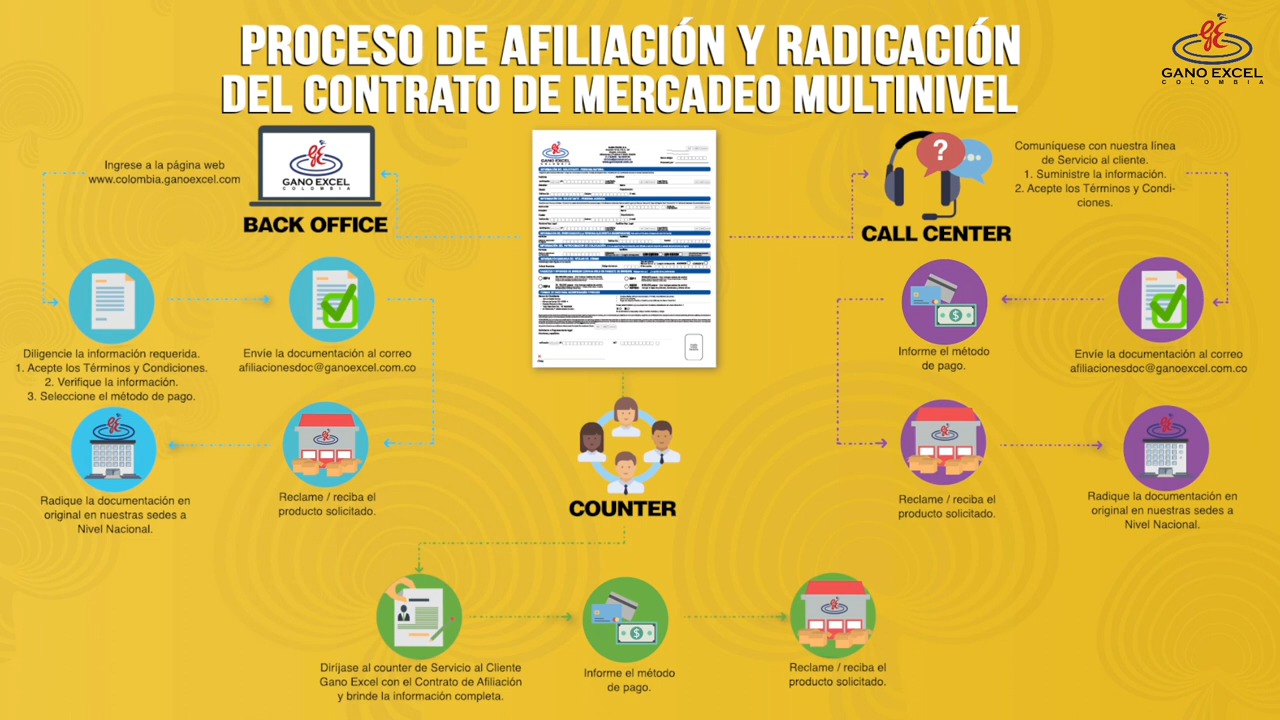 PROCESO DE AFILIACIÓN Y RADICACIÓN
DEL CONTRATO DE MERCADEO MULTINIVEL
GANO EXCEL
COLOMBIA
Ingrese a la página web
www.colombia.ganoexcel.com
GANO EXCEL
COLOMBIA
BACK OFFICE
Diligencie la información requerida.
1. Acepte los Términos y Condiciones.
2. Verifique la información.
3. Seleccione el método de pago.
Envíe la documentación al correo
afiliacionesdoc@ganoexcel.com.co
Radique la documentación en
original en nuestras sedes a
Nivel Nacional.
Reclame / reciba el
producto solicitado.
GANO EXCEL
COLOMBIA
?
CALL CENTER
Comuníquese con nuestra línea
de Servicio al cliente.
1. Suministre la información.
2. Acepte los Términos y Condi-
ciones.
$
Informe el método
de pago.
Envíe la documentación al correo
afiliacionesdoc@ganoexcel.com.co
Reclame / reciba el
producto solicitado.
Radique la documentación en
original en nuestras sedes a
Nivel Nacional.
COUNTER
Diríjase al counter de Servicio al Cliente
Gano Excel con el Contrato de Afiliación
y brinde la información completa.
$
Informe el método
de pago.
Reclame / reciba el
producto solicitado.